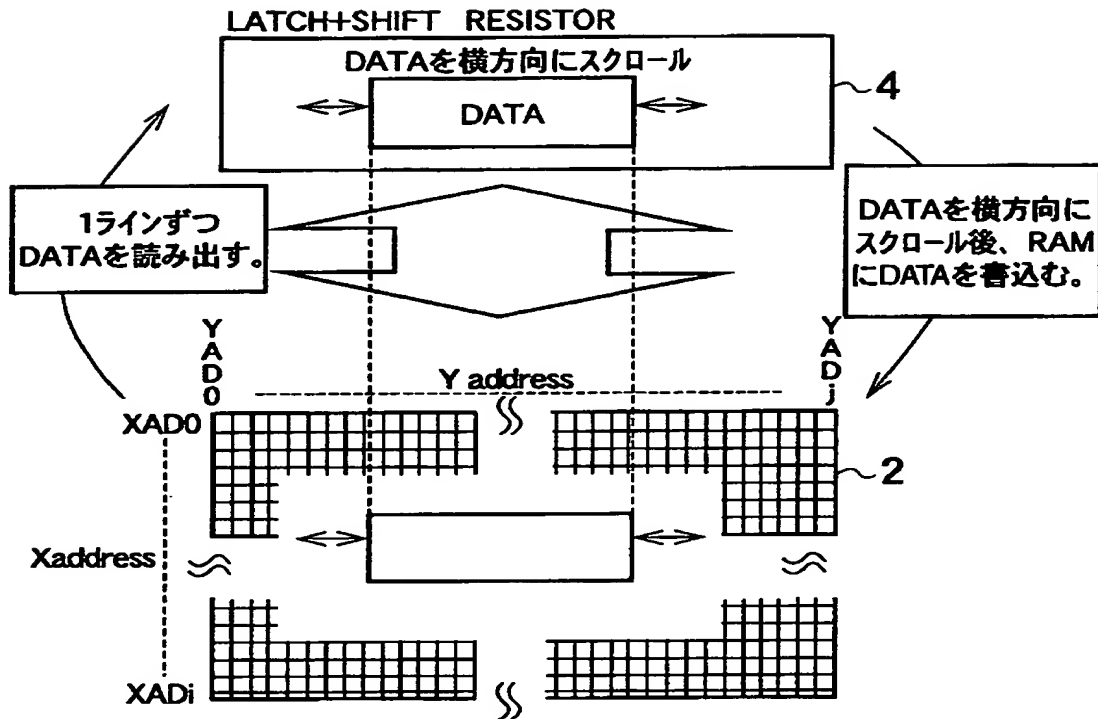 LATCH+SHIFT RESISTOR
DATAを横方向にスクロール
DATA
4
1ラインずつ
DATAを読み出す。
DATAを横方向に
スクロール後、RAM
にDATAを書込む。
YAD0
Y address
YADj
XAD0
2
Xaddress
XADi